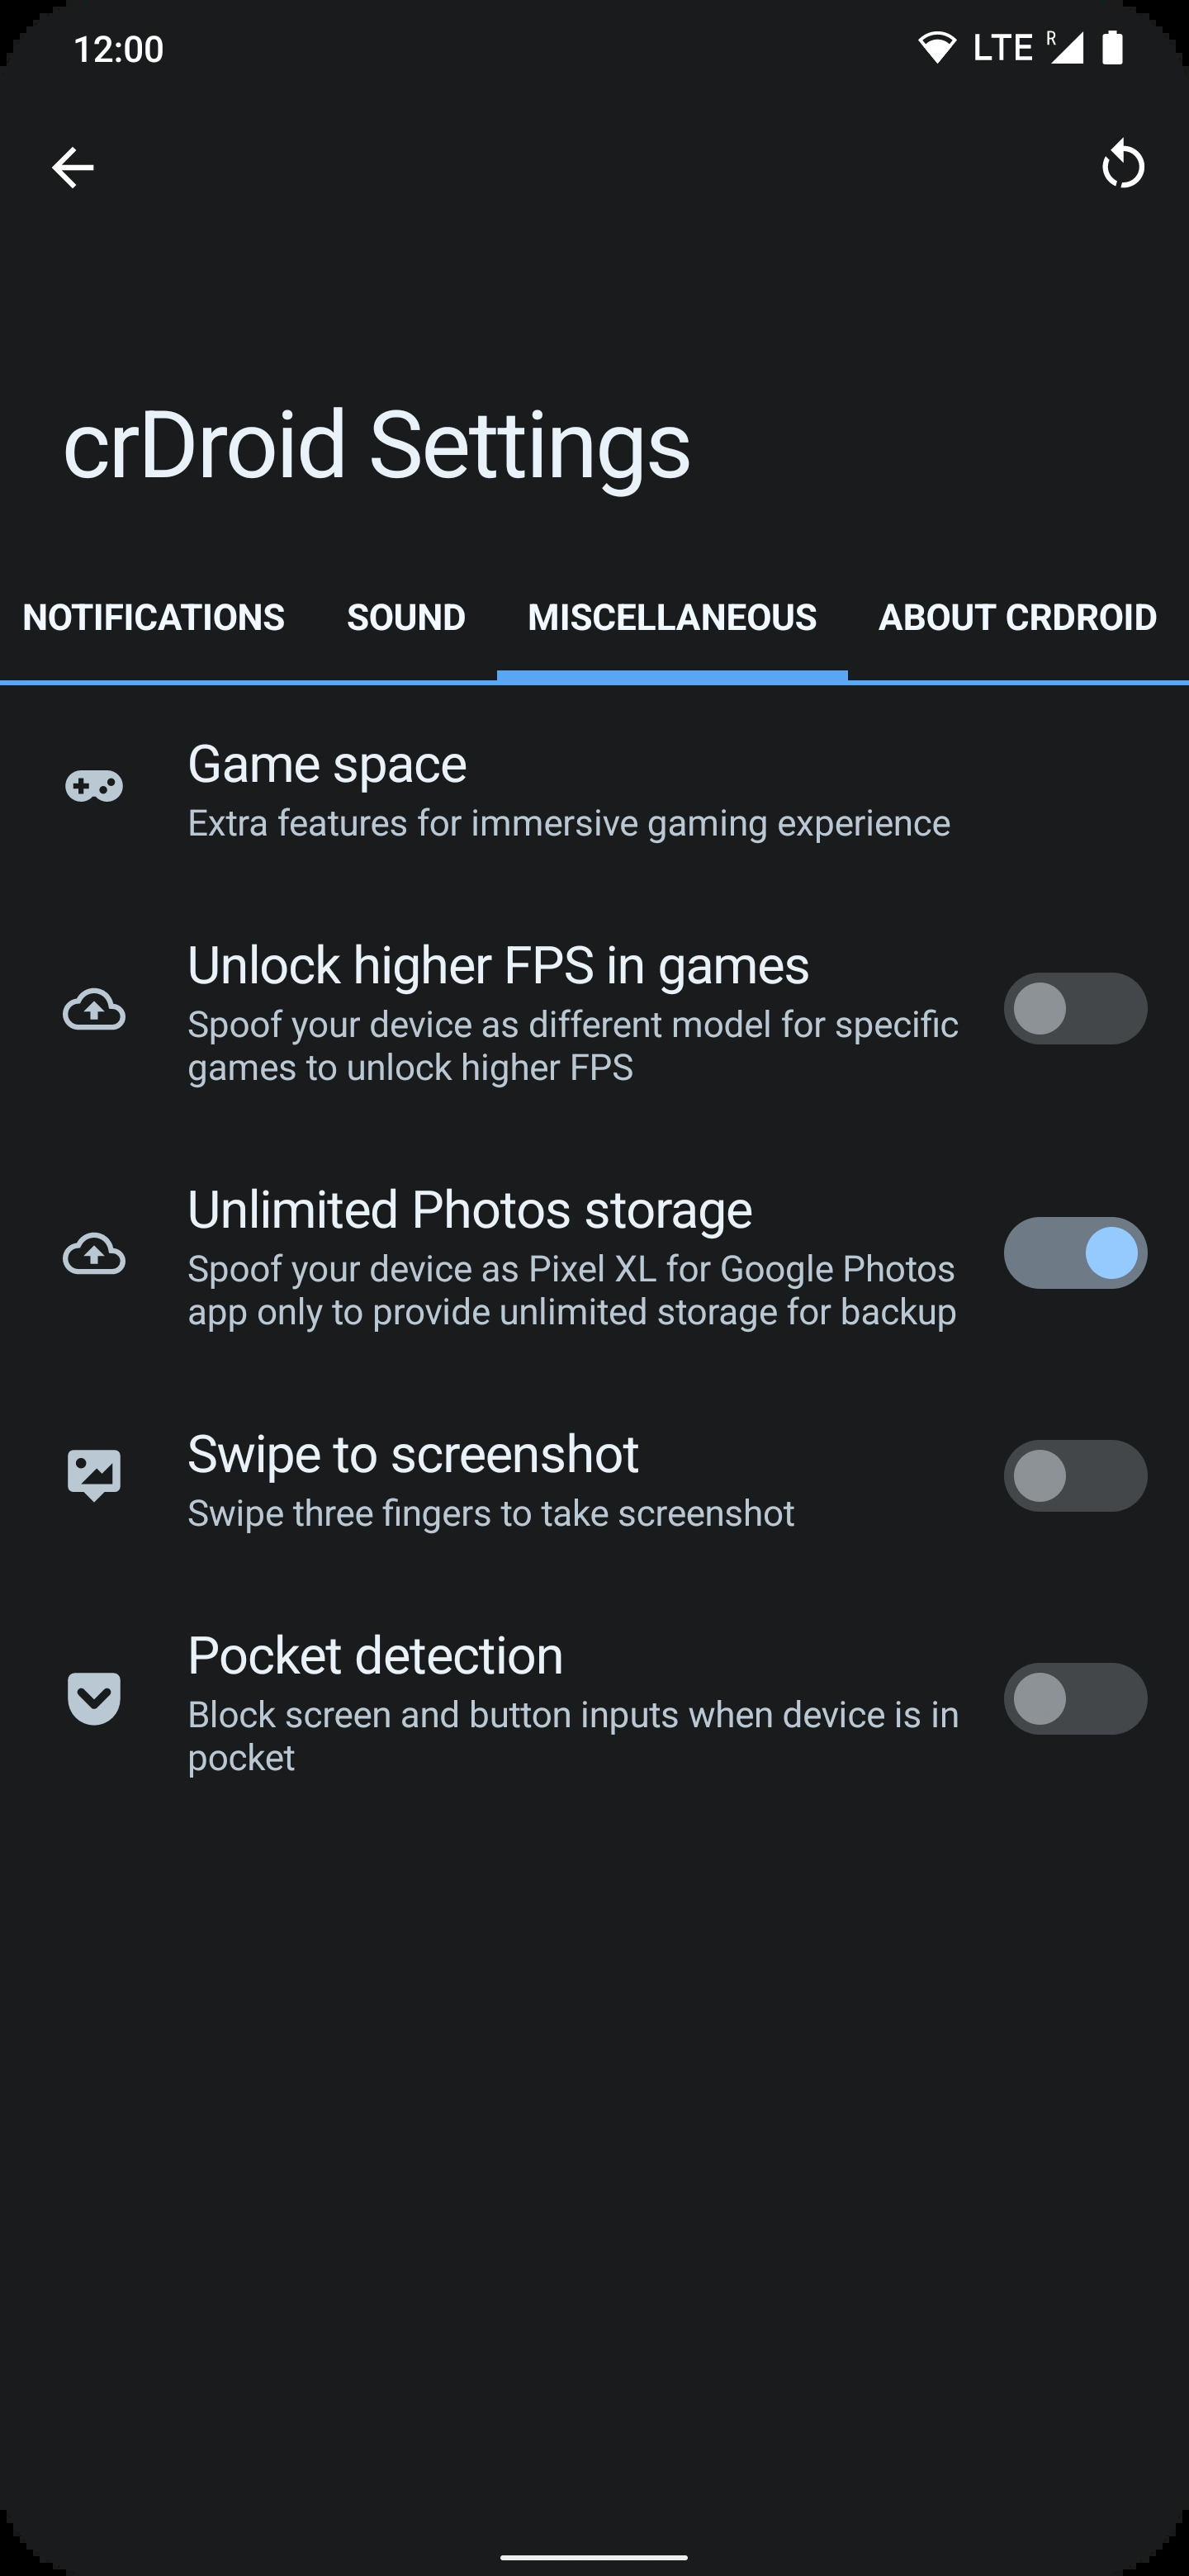 12:00
LTE R
crDroid Settings
NOTIFICATIONS SOUND MISCELLANEOUS ABOUT CRDROID
Game space
Extra features for immersive gaming experience
Unlock higher FPS in games
Spoof your device as different model for specific
games to unlock higher FPS
Unlimited Photos storage
Spoof your device as Pixel XL for Google Photos
app only to provide unlimited storage for backup
Swipe to screenshot
Swipe three fingers to take screenshot
Pocket detection
Block screen and button inputs when device is in
pocket